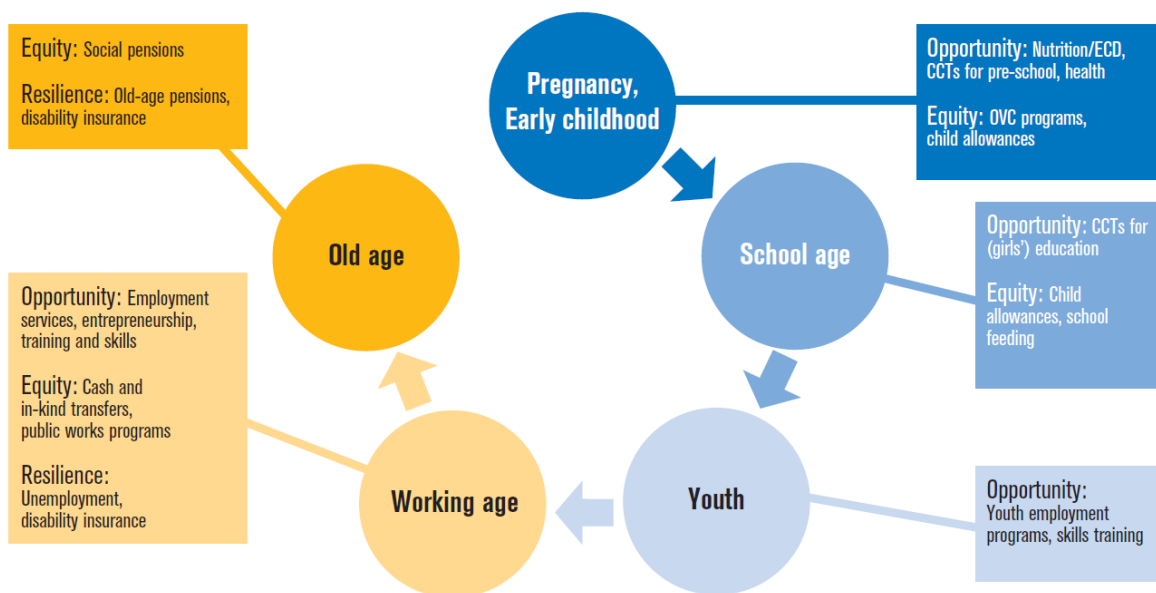 Pregnancy,
Early childhood
Opportunity: Nutrition/ECD,
CCTs for pre-school, health
Equity: OVC programs,
child allowances
School age
Opportunity: CCTs for
(girls’) education
Equity: Child
allowances, school
feeding
Youth
Opportunity:
Youth employment
programs, skills training
Working age
Opportunity: Employment
services, entrepreneurship,
training and skills
Equity: Cash and
in-kind transfers,
public works programs
Resilience:
Unemployment,
disability insurance
Old age
Equity: Social pensions
Resilience: Old-age pensions,
disability insurance